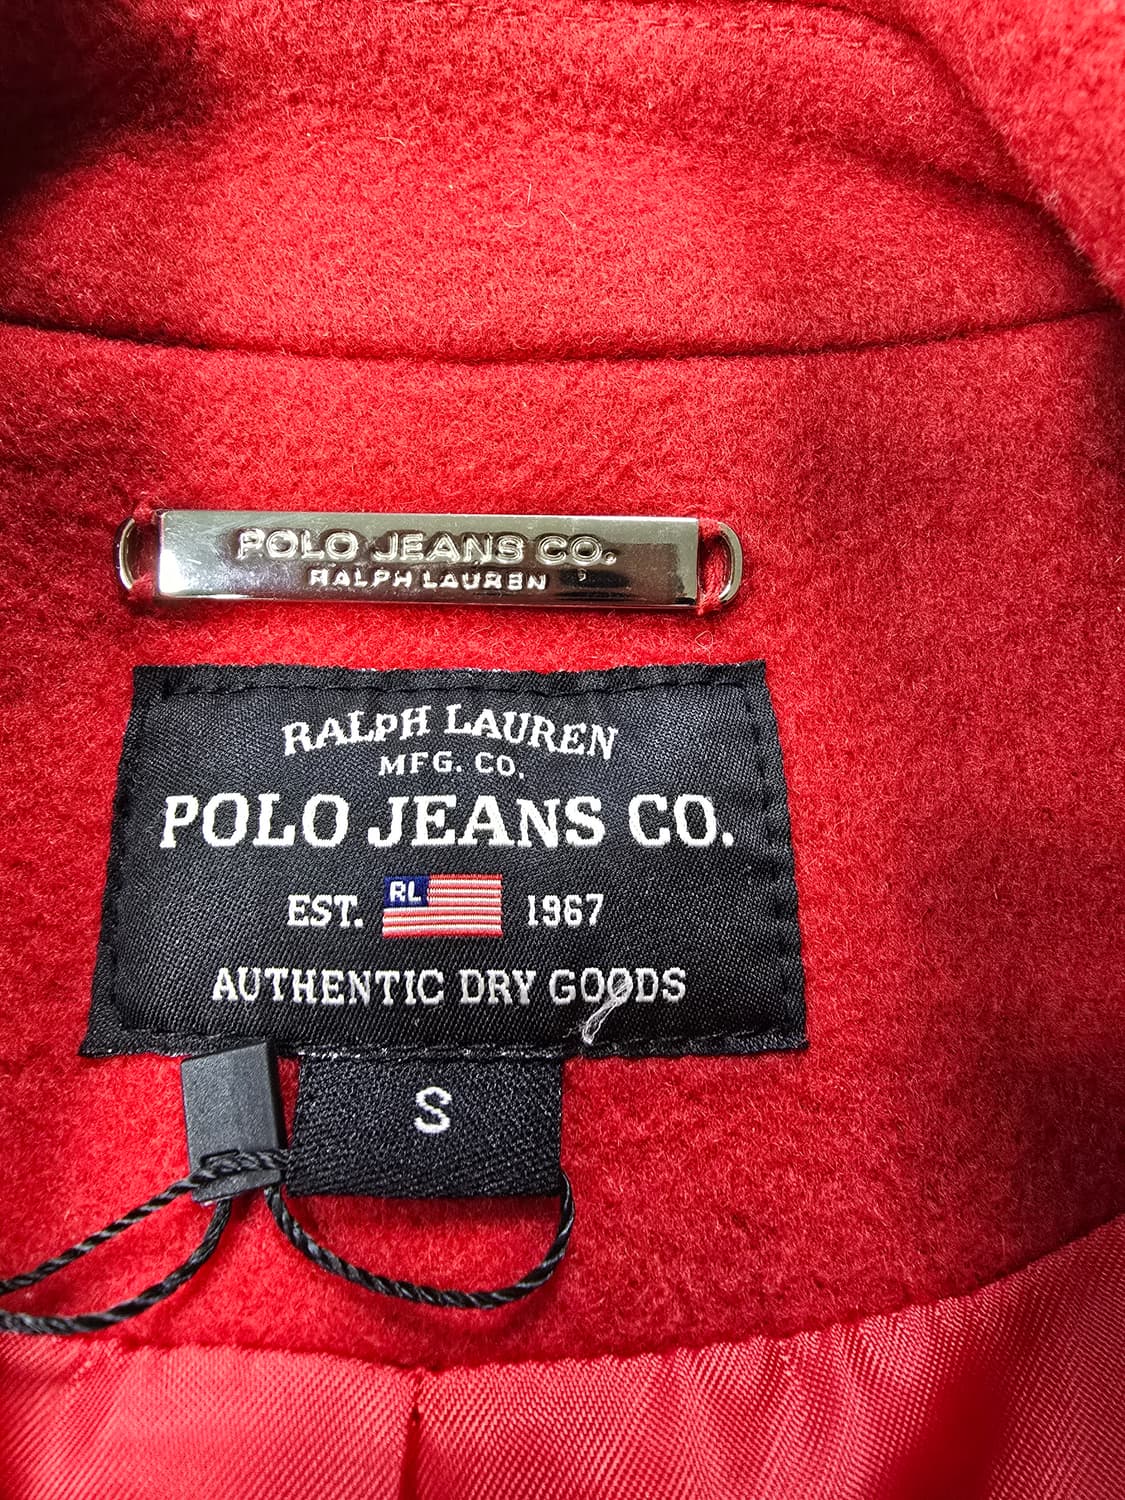 POLO JEANS CO.
RALPH LAUREN
RALPH LAUREN
MFG. CO.
POLO JEANS CO.
EST. RL 1967
AUTHENTIC DRY GOODS
S